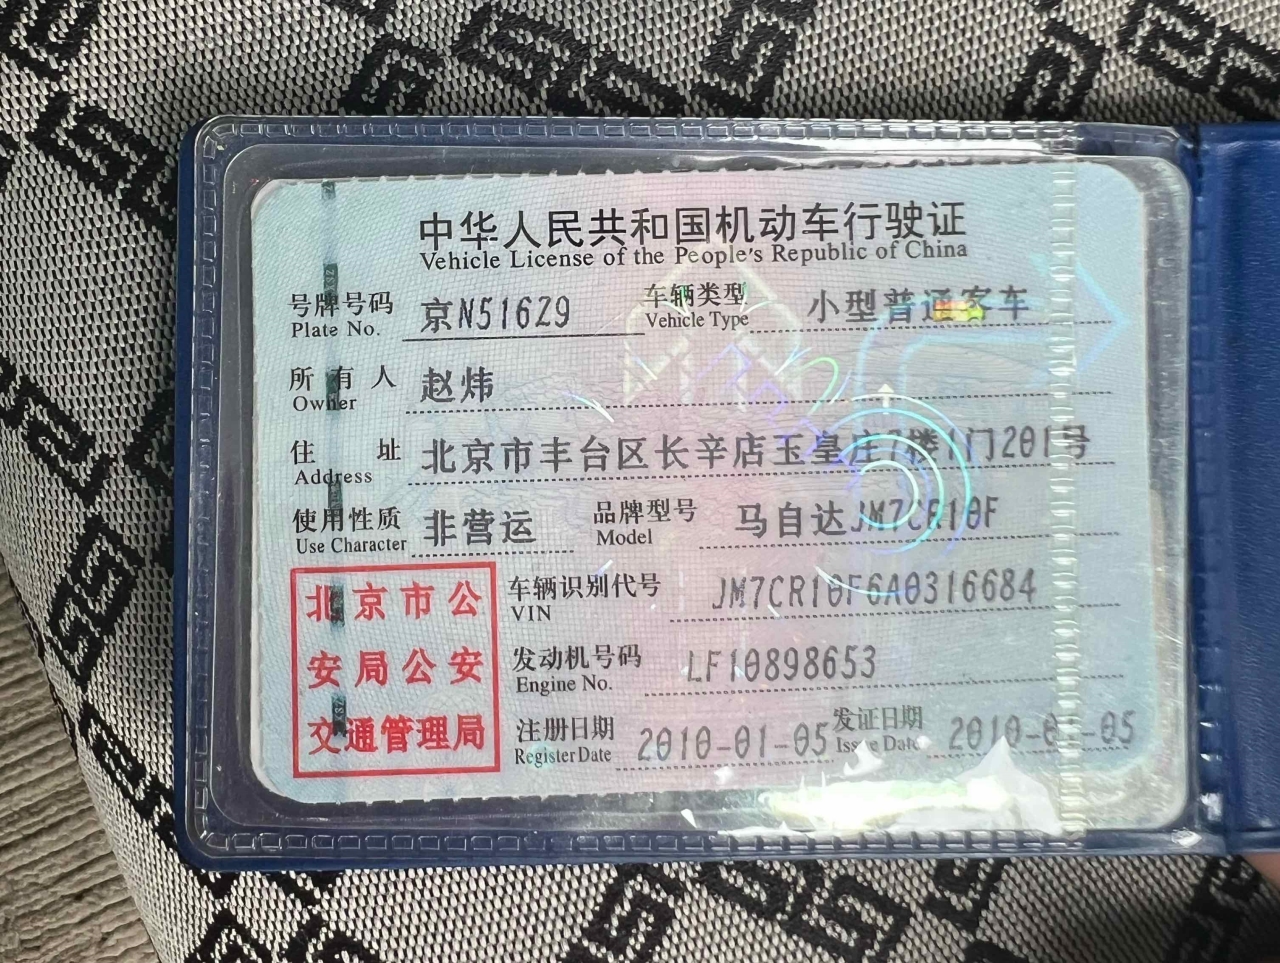 中华人民共和国机动车行驶证
Vehicle License of the People's Republic of China
号牌号码 京N516Z9 车辆类型 小型普通客车
Plate No. Vehicle Type
所有人 赵炜
Owner
住址 北京市丰台区长辛店玉皇庄7楼1门201号
Address
使用性质 非营运 品牌型号 马自达JM7CR10F
Use Character Model
北京市公 车辆识别代号 JM7CR10F6A0316684
VIN
安局公安 发动机号码 LF10898653
Engine No.
交通管理局 注册日期 2010-01-05 发证日期 2010-01-05
Register Date Issue Date